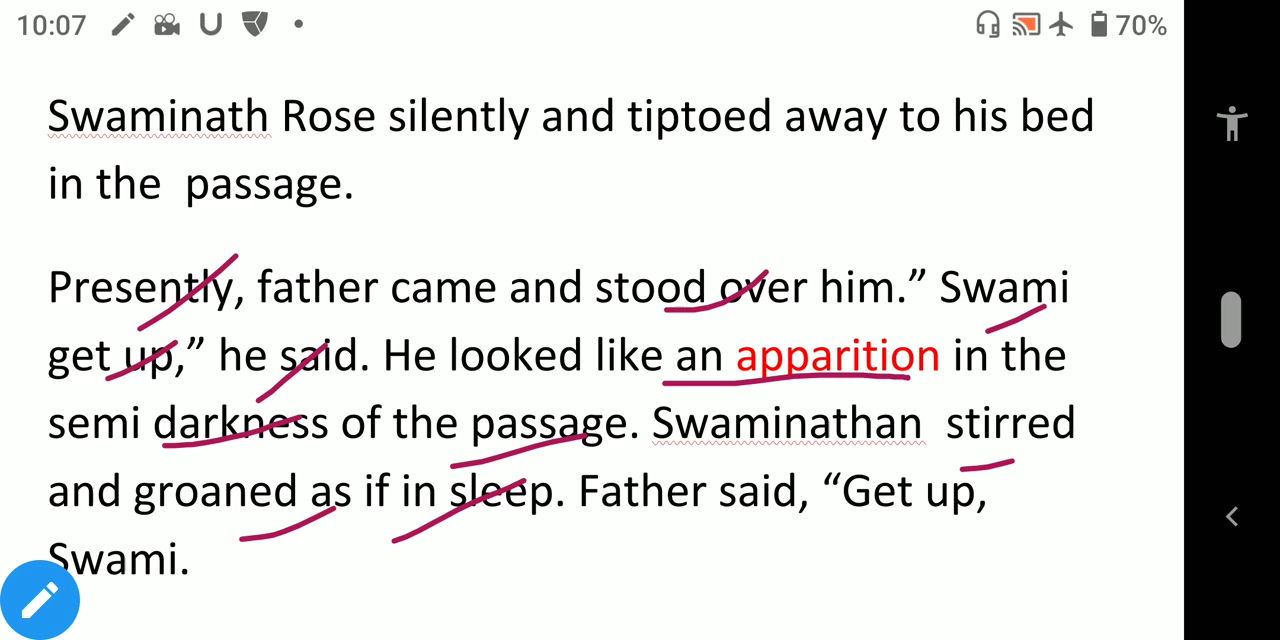 10:07
70%
Swaminath Rose silently and tiptoed away to his bed
in the  passage.
Presently, father came and stood over him.” Swami
get up,” he said. He looked like an apparition in the
semi darkness of the passage. Swaminathan  stirred
and groaned as if in sleep. Father said, “Get up,
Swami.